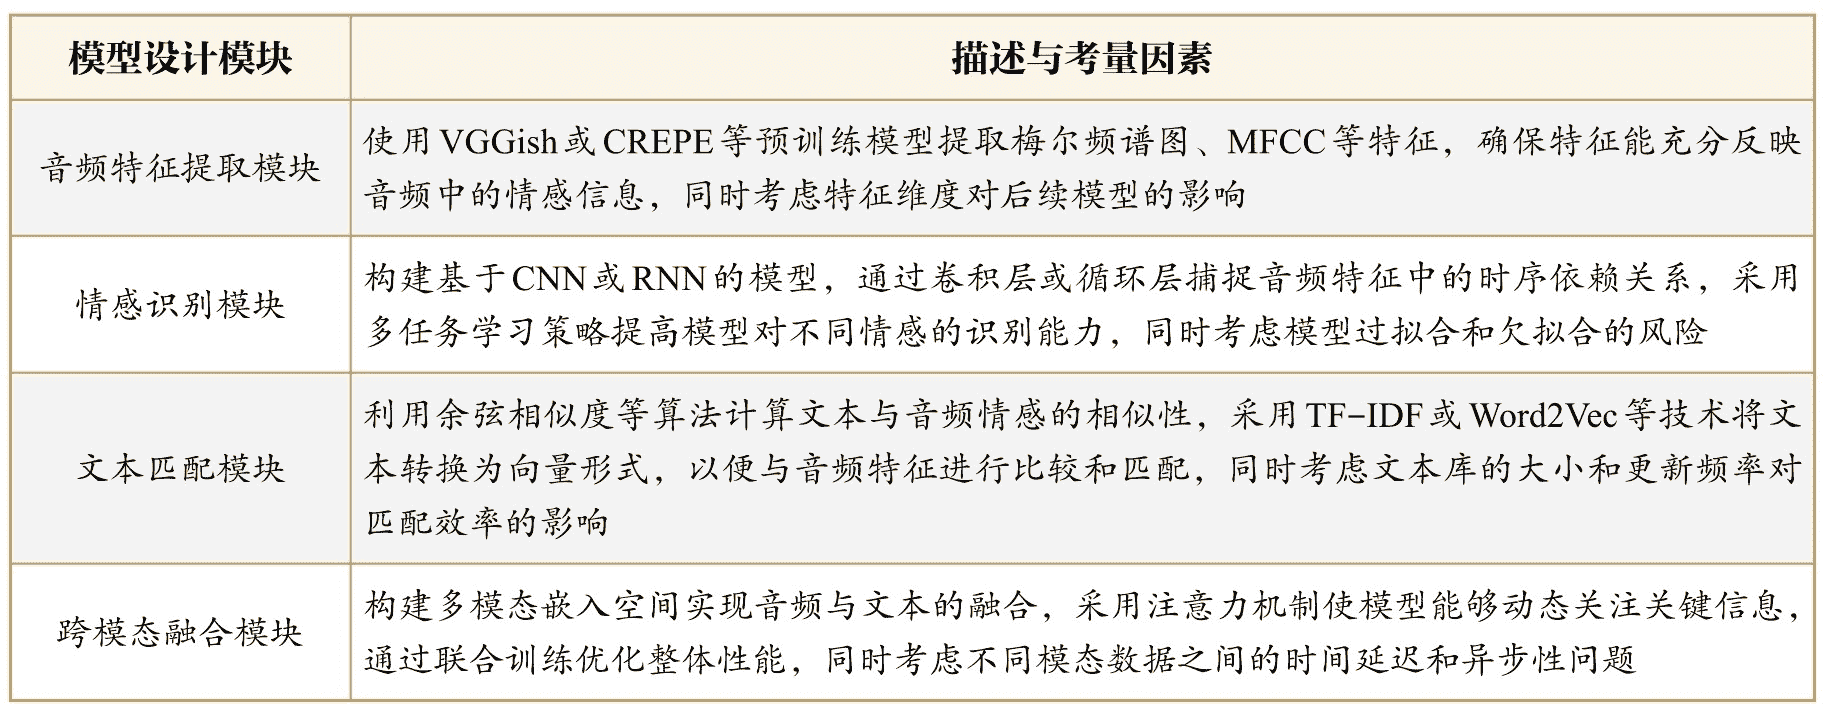 模型设计模块
描述与考量因素
音频特征提取模块
使用VGGish或CREPE等预训练模型提取梅尔频谱图、MFCC等特征，确保特征能充分反映
音频中的情感信息，同时考虑特征维度对后续模型的影响
情感识别模块
构建基于CNN或RNN的模型，通过卷积层或循环层捕捉音频特征中的时序依赖关系，采用
多任务学习策略提高模型对不同情感的识别能力，同时考虑模型过拟合和欠拟合的风险
文本匹配模块
利用余弦相似度等算法计算文本与音频情感的相似性，采用TF-IDF或Word2Vec等技术将文
本转换为向量形式，以便与音频特征进行比较和匹配，同时考虑文本库的大小和更新频率对
匹配效率的影响
跨模态融合模块
构建多模态嵌入空间实现音频与文本的融合，采用注意力机制使模型能够动态关注关键信息，
通过联合训练优化整体性能，同时考虑不同模态数据之间的时间延迟和异步性问题